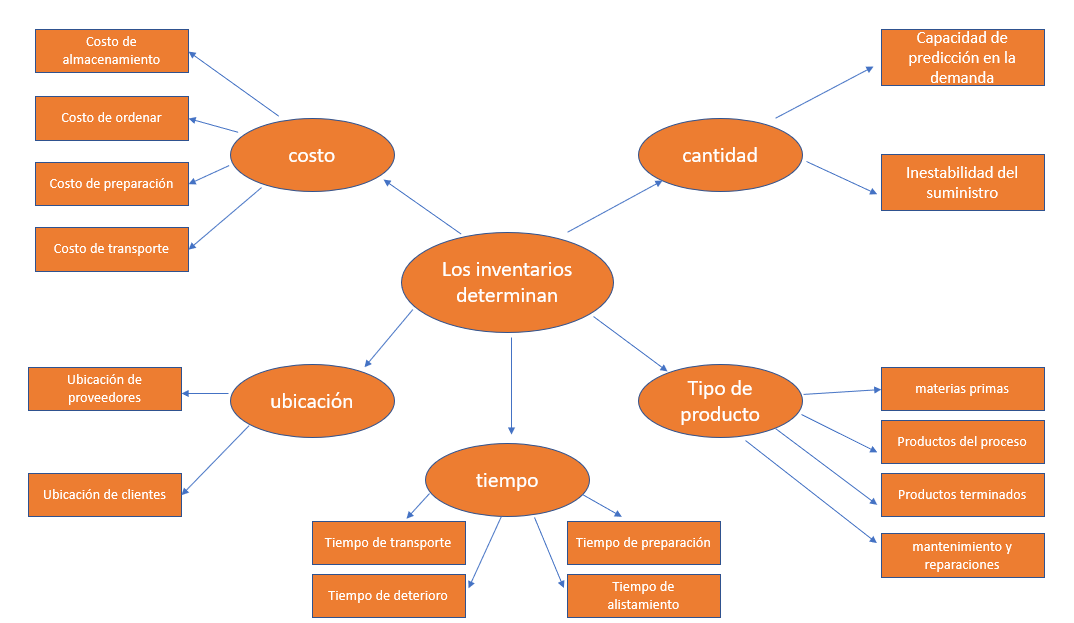 Costo de
almacenamiento
Costo de ordenar
Costo de preparación
Costo de transporte
costo
cantidad
Capacidad de
predicción en la
demanda
Inestabilidad del
suministro
Los inventarios
determinan
Ubicación de
proveedores
Ubicación de clientes
ubicación
tiempo
Tiempo de transporte
Tiempo de deterioro
Tiempo de preparación
Tiempo de
alistamiento
Tipo de
producto
materias primas
Productos del proceso
Productos terminados
mantenimiento y
reparaciones